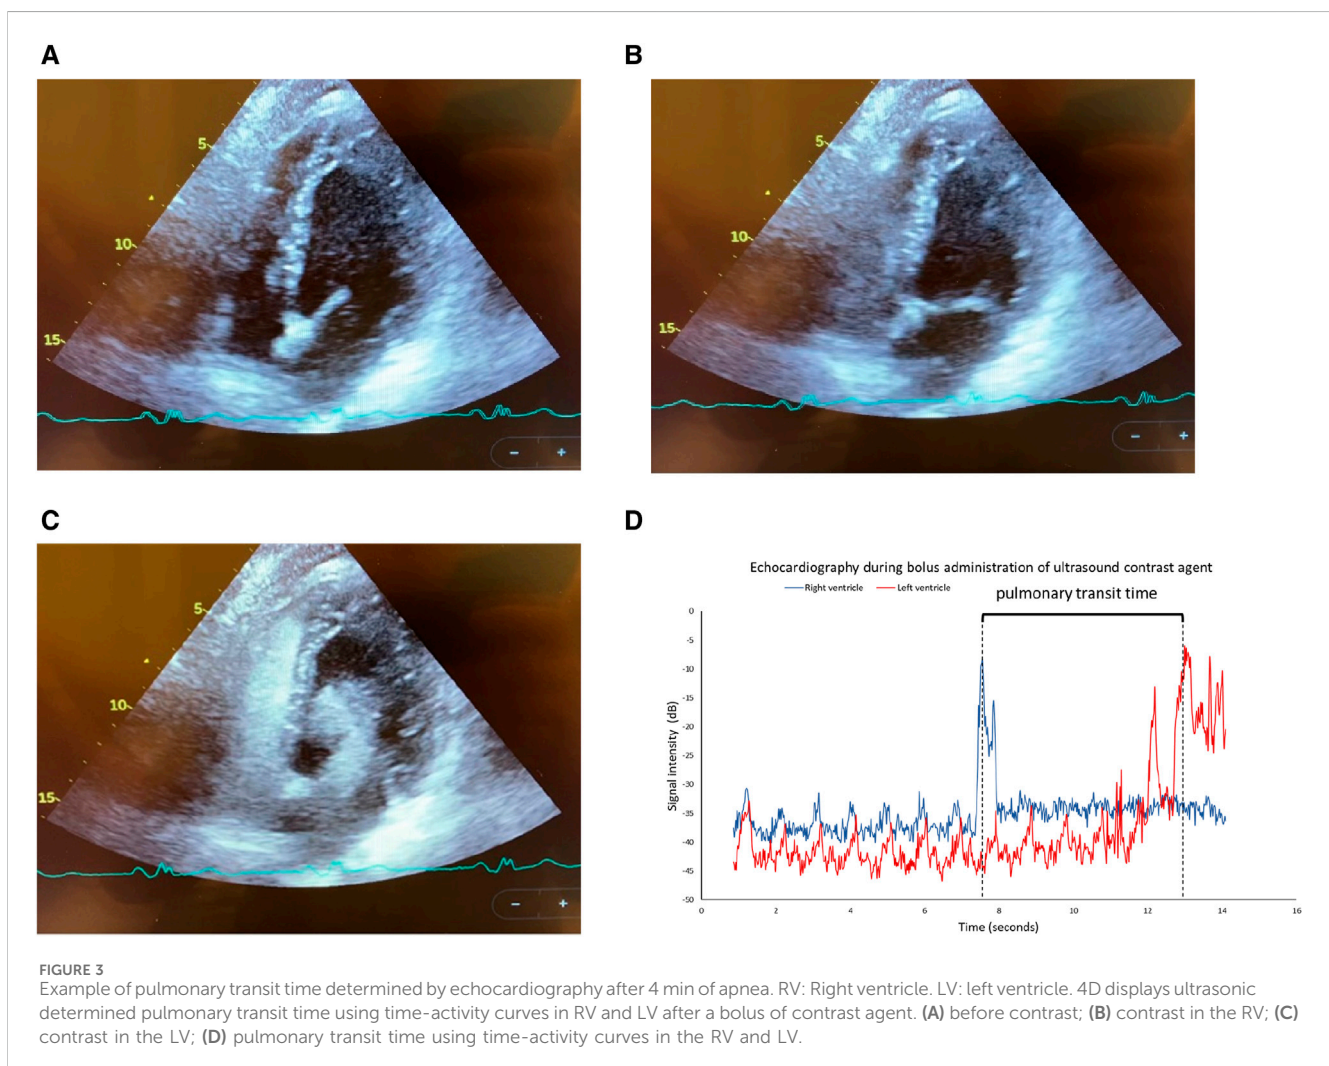 A
B
5
10
15
5
10
15
− +
− +
C
D
5
10
15
− +
Echocardiography during bolus administration of ultrasound contrast agent
Right ventricle Left ventricle
pulmonary transit time
0
-5
-10
-15
-20
-25
-30
-35
-40
-45
-50
Signal intensity (dB)
0 2 4 6 8 10 12 14 16
Time (seconds)
FIGURE 3
Example of pulmonary transit time determined by echocardiography after 4 min of apnea. RV: Right ventricle. LV: left ventricle. 4D displays ultrasonic
determined pulmonary transit time using time-activity curves in RV and LV after a bolus of contrast agent. (A) before contrast; (B) contrast in the RV; (C)
contrast in the LV; (D) pulmonary transit time using time-activity curves in the RV and LV.